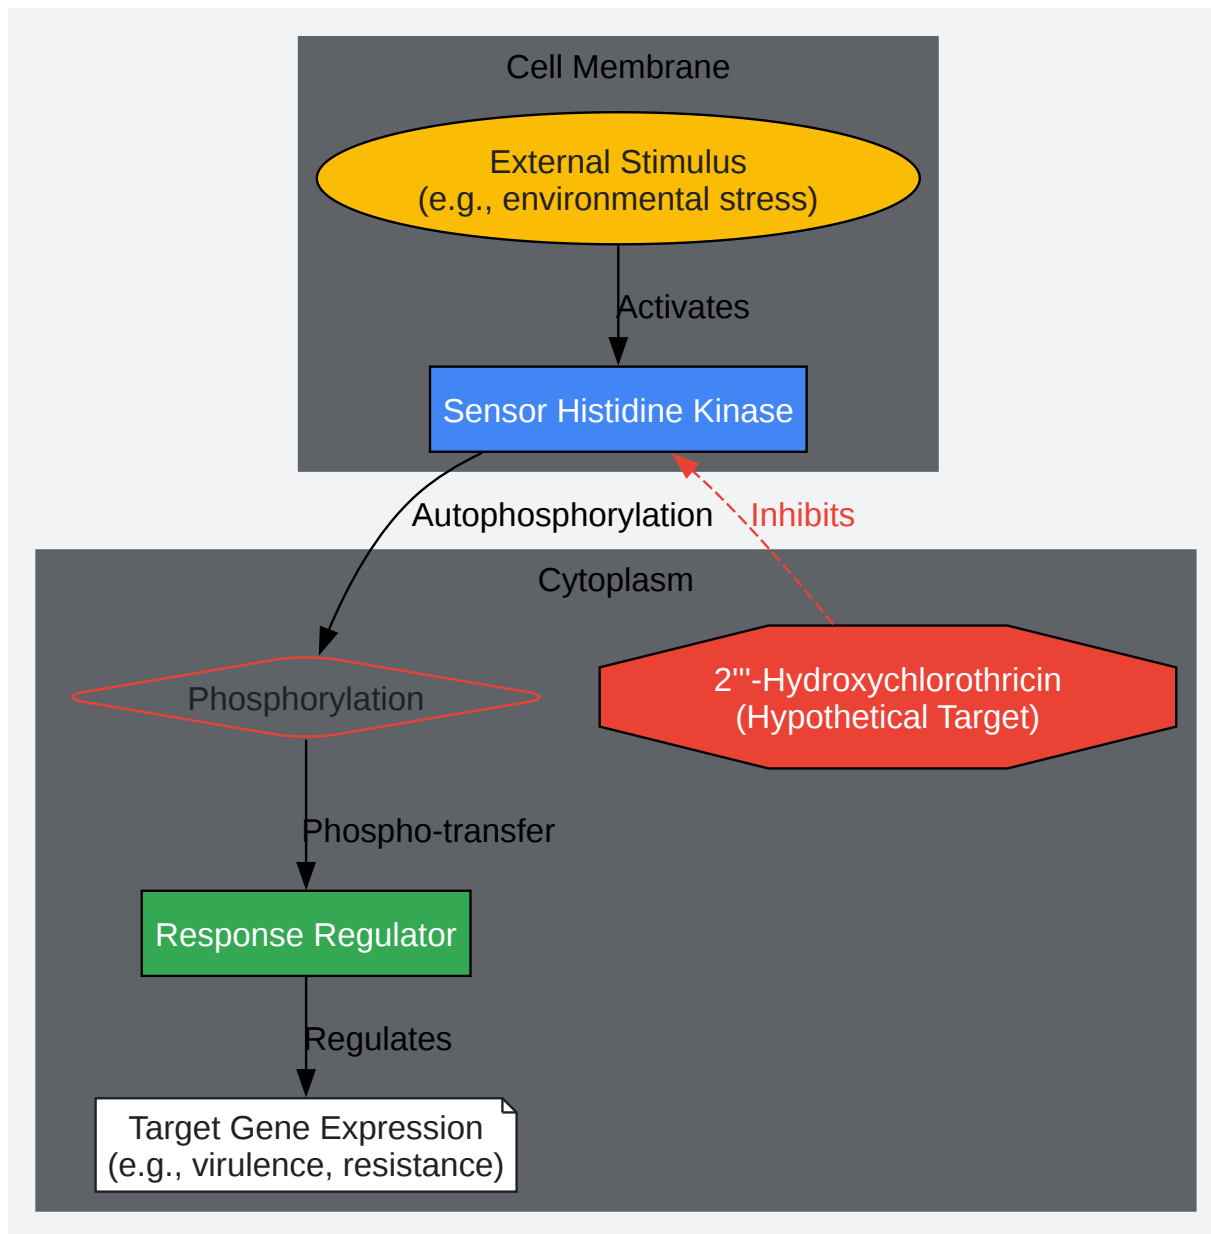 Cell Membrane
External Stimulus
(e.g., environmental stress)
Activates
Sensor Histidine Kinase
Autophosphorylation
Inhibits
Cytoplasm
Phosphorylation
2'''-Hydroxychlorothricin
(Hypothetical Target)
Phospho-transfer
Response Regulator
Regulates
Target Gene Expression
(e.g., virulence, resistance)